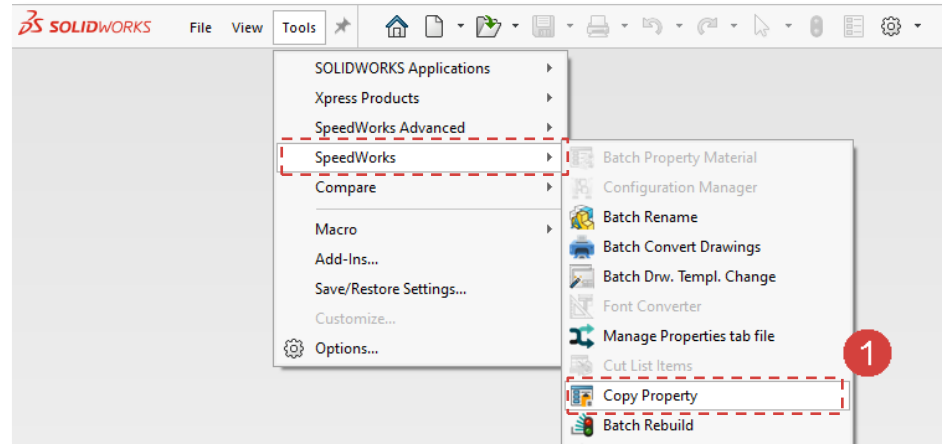 SOLIDWORKS File View Tools
SOLIDWORKS Applications
Xpress Products
SpeedWorks Advanced
SpeedWorks
Compare
Macro
Add-Ins...
Save/Restore Settings...
Customize...
Options...
Batch Property Material
Configuration Manager
Batch Rename
Batch Convert Drawings
Batch Drw. Templ. Change
Font Converter
Manage Properties tab file
1
Cut List Items
Copy Property
Batch Rebuild